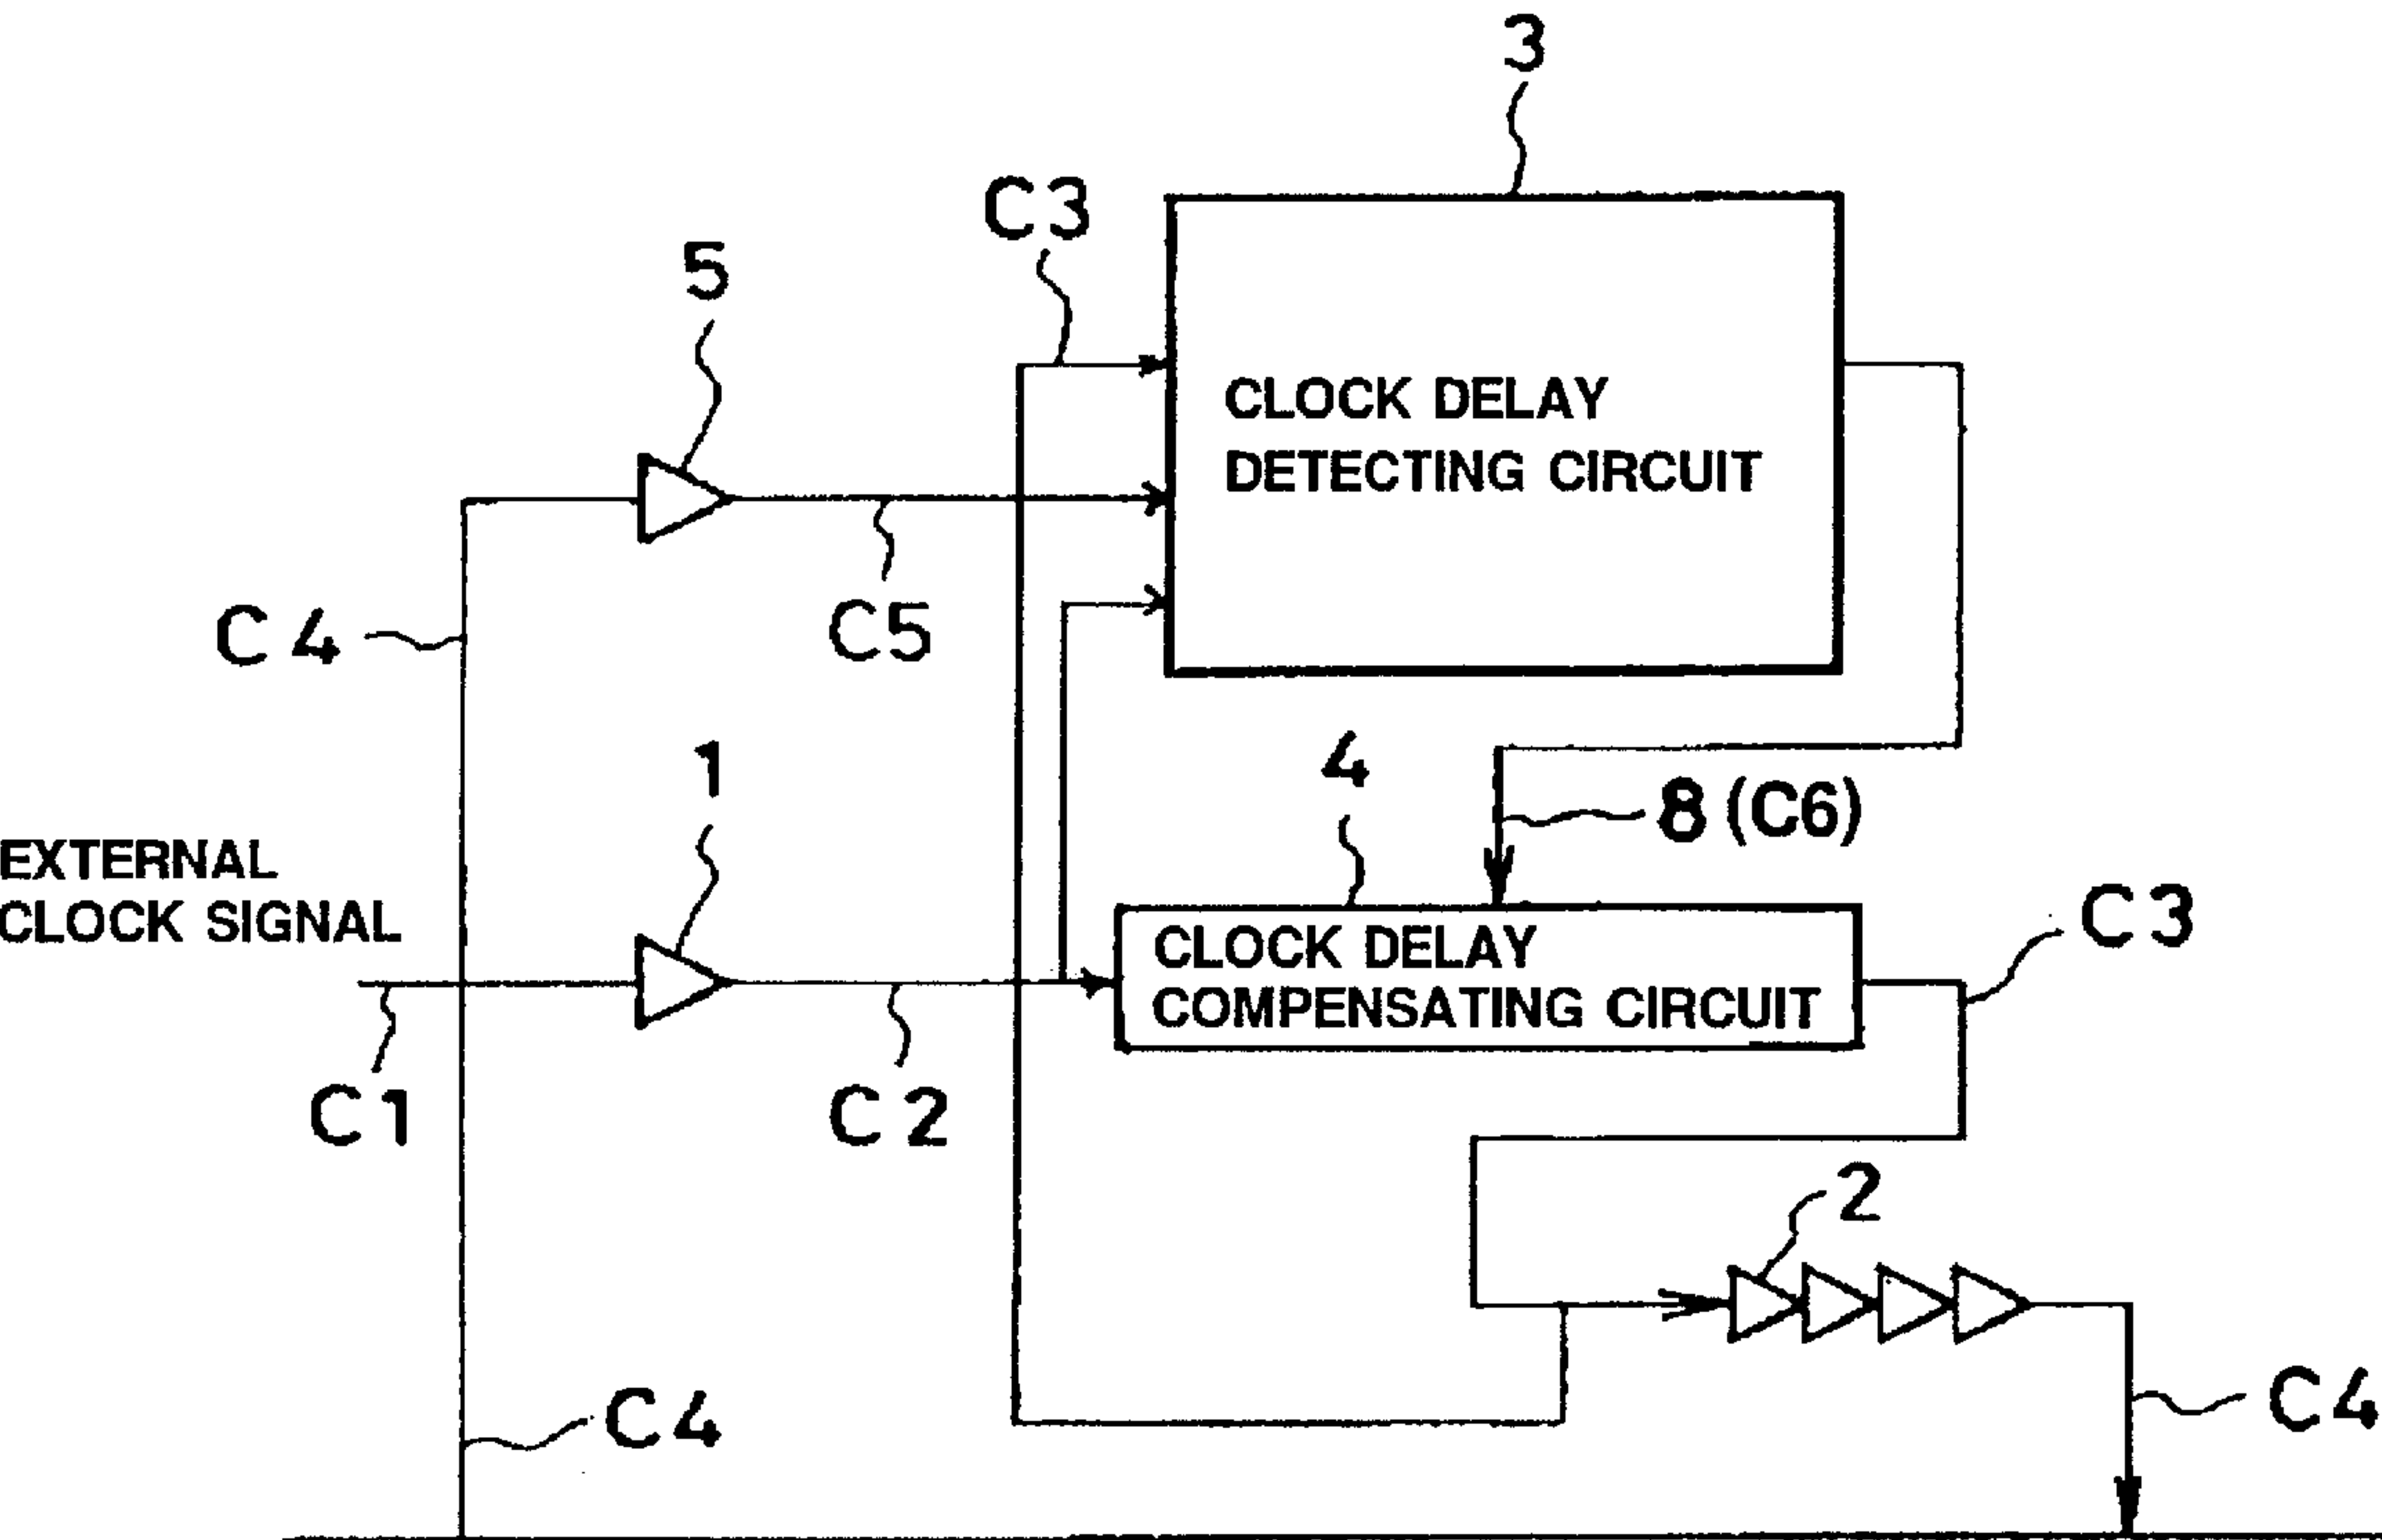 3
C3
5
CLOCK DELAY
DETECTING CIRCUIT
C4
C5
1
4
8 (C6)
EXTERNAL
CLOCK SIGNAL
C3
CLOCK DELAY
COMPENSATING CIRCUIT
C1
C2
2
C4
C4